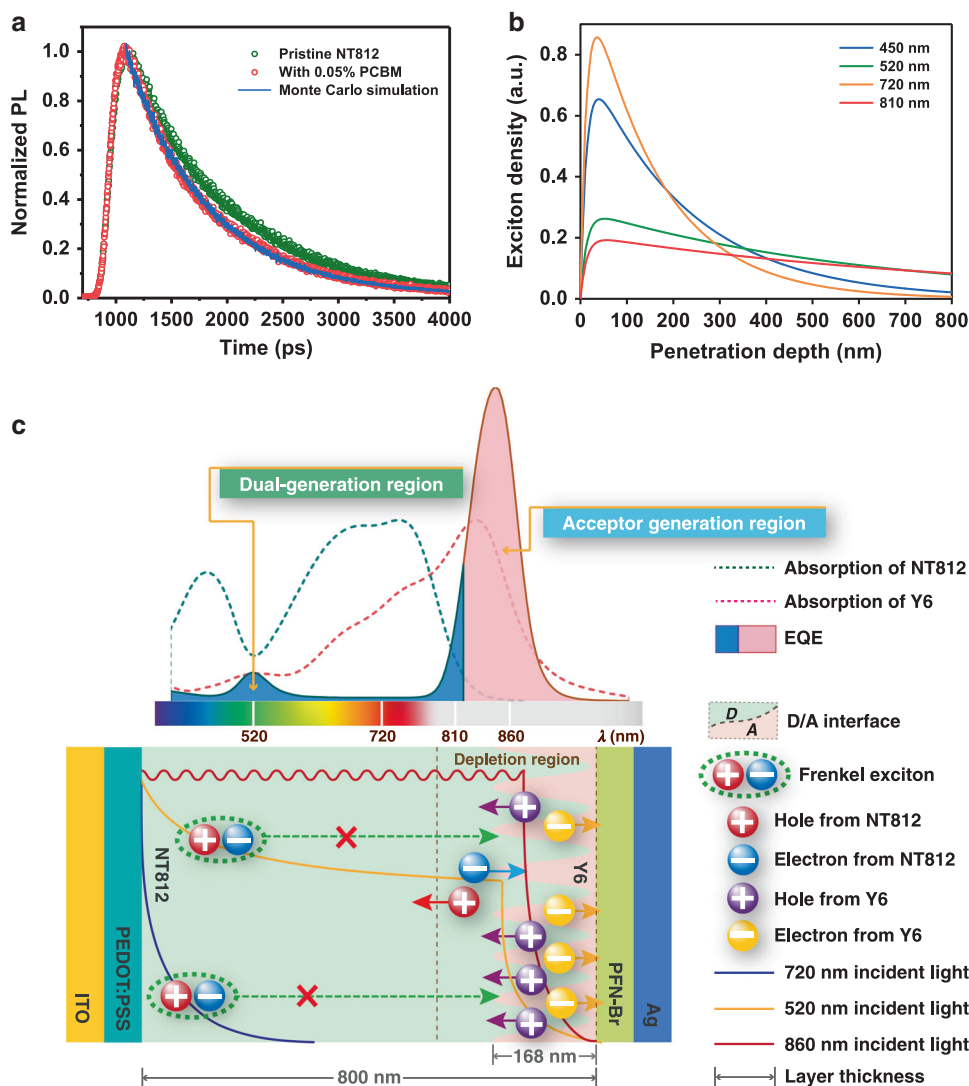 a
Normalized PL
1.0
0.8
0.6
0.4
0.2
0.0
Pristine NT812
With 0.05% PCBM
Monte Carlo simulation
1000
1500
2000
2500
3000
3500
4000
Time (ps)
b
Exciton density (a.u.)
0.8
0.6
0.4
0.2
0.0
450 nm
520 nm
720 nm
810 nm
0
100
200
300
400
500
600
700
800
Penetration depth (nm)
c
Dual-generation region
Acceptor generation region
Absorption of NT812
Absorption of Y6
EQE
520
720
810
860
λ (nm)
D
A
D/A interface
Depletion region
ITO
PEDOT:PSS
NT812
Y6
PFN-Br
Ag
168 nm
800 nm
Frenkel exciton
Hole from NT812
Electron from NT812
Hole from Y6
Electron from Y6
720 nm incident light
520 nm incident light
860 nm incident light
Layer thickness